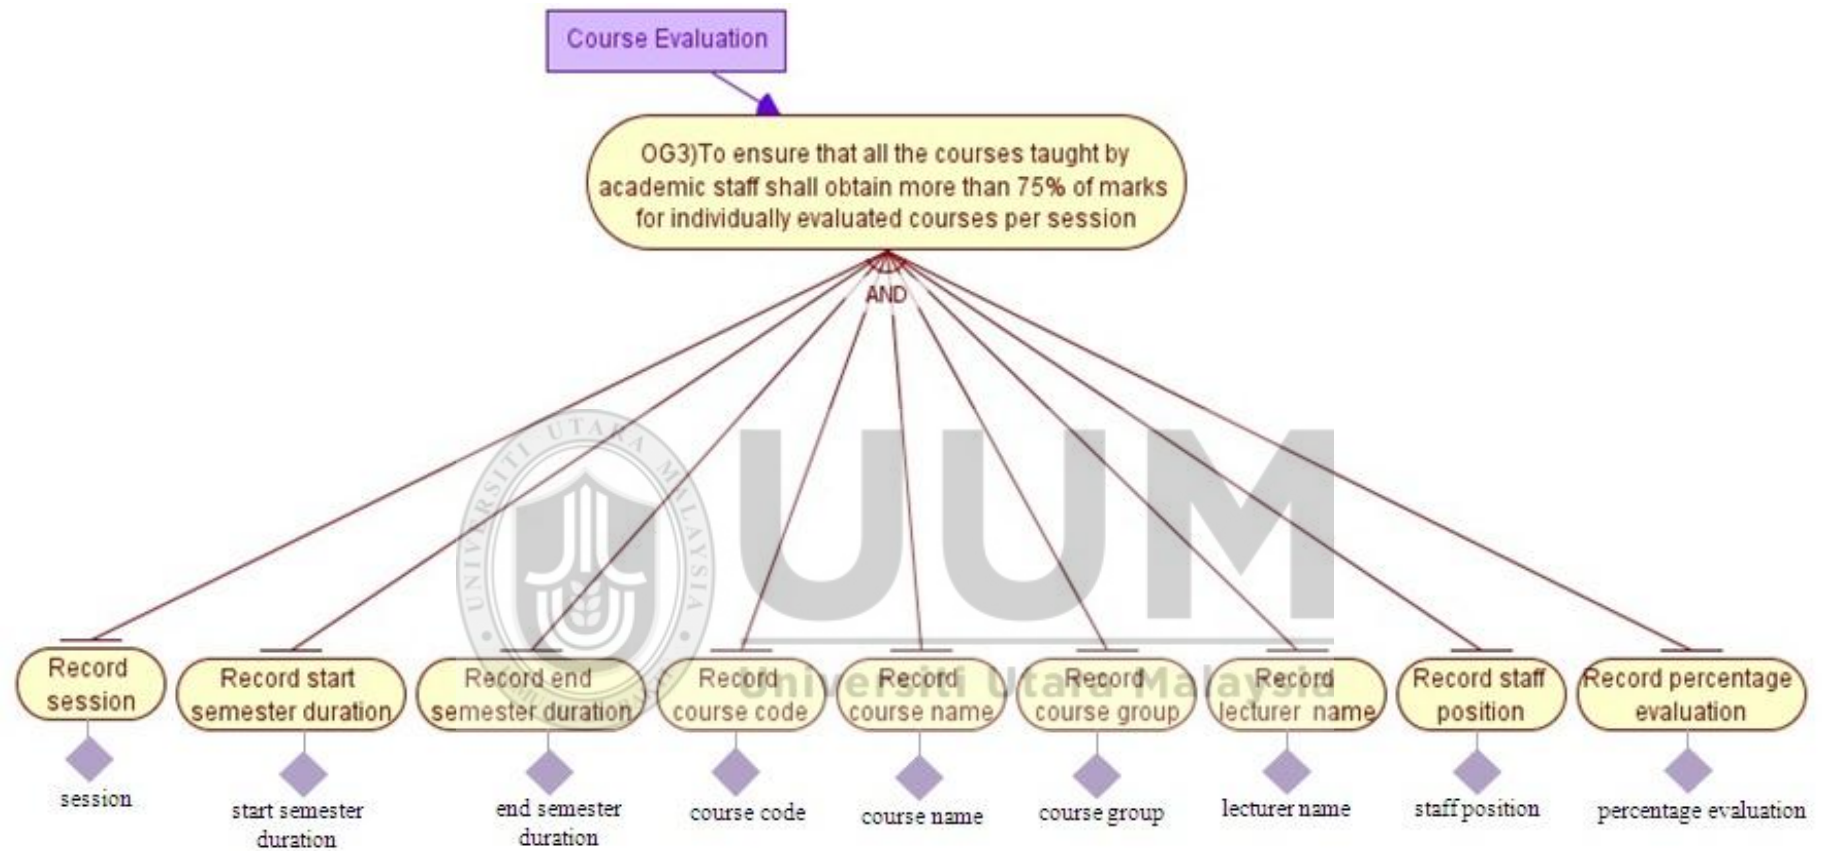 Course Evaluation
OG3)To ensure that all the courses taught by
academic staff shall obtain more than 75% of marks
for individually evaluated courses per session
AND
UNIVERSITI UTARA MALAYSIA
UUM
Universiti Utara Malaysia
Record
session
Record start
semester duration
Record end
semester duration
Record
course code
Record
course name
Record
course group
Record
lecturer name
Record staff
position
Record percentage
evaluation
session
start semester
duration
end semester
duration
course code
course name
course group
lecturer name
staff position
percentage evaluation